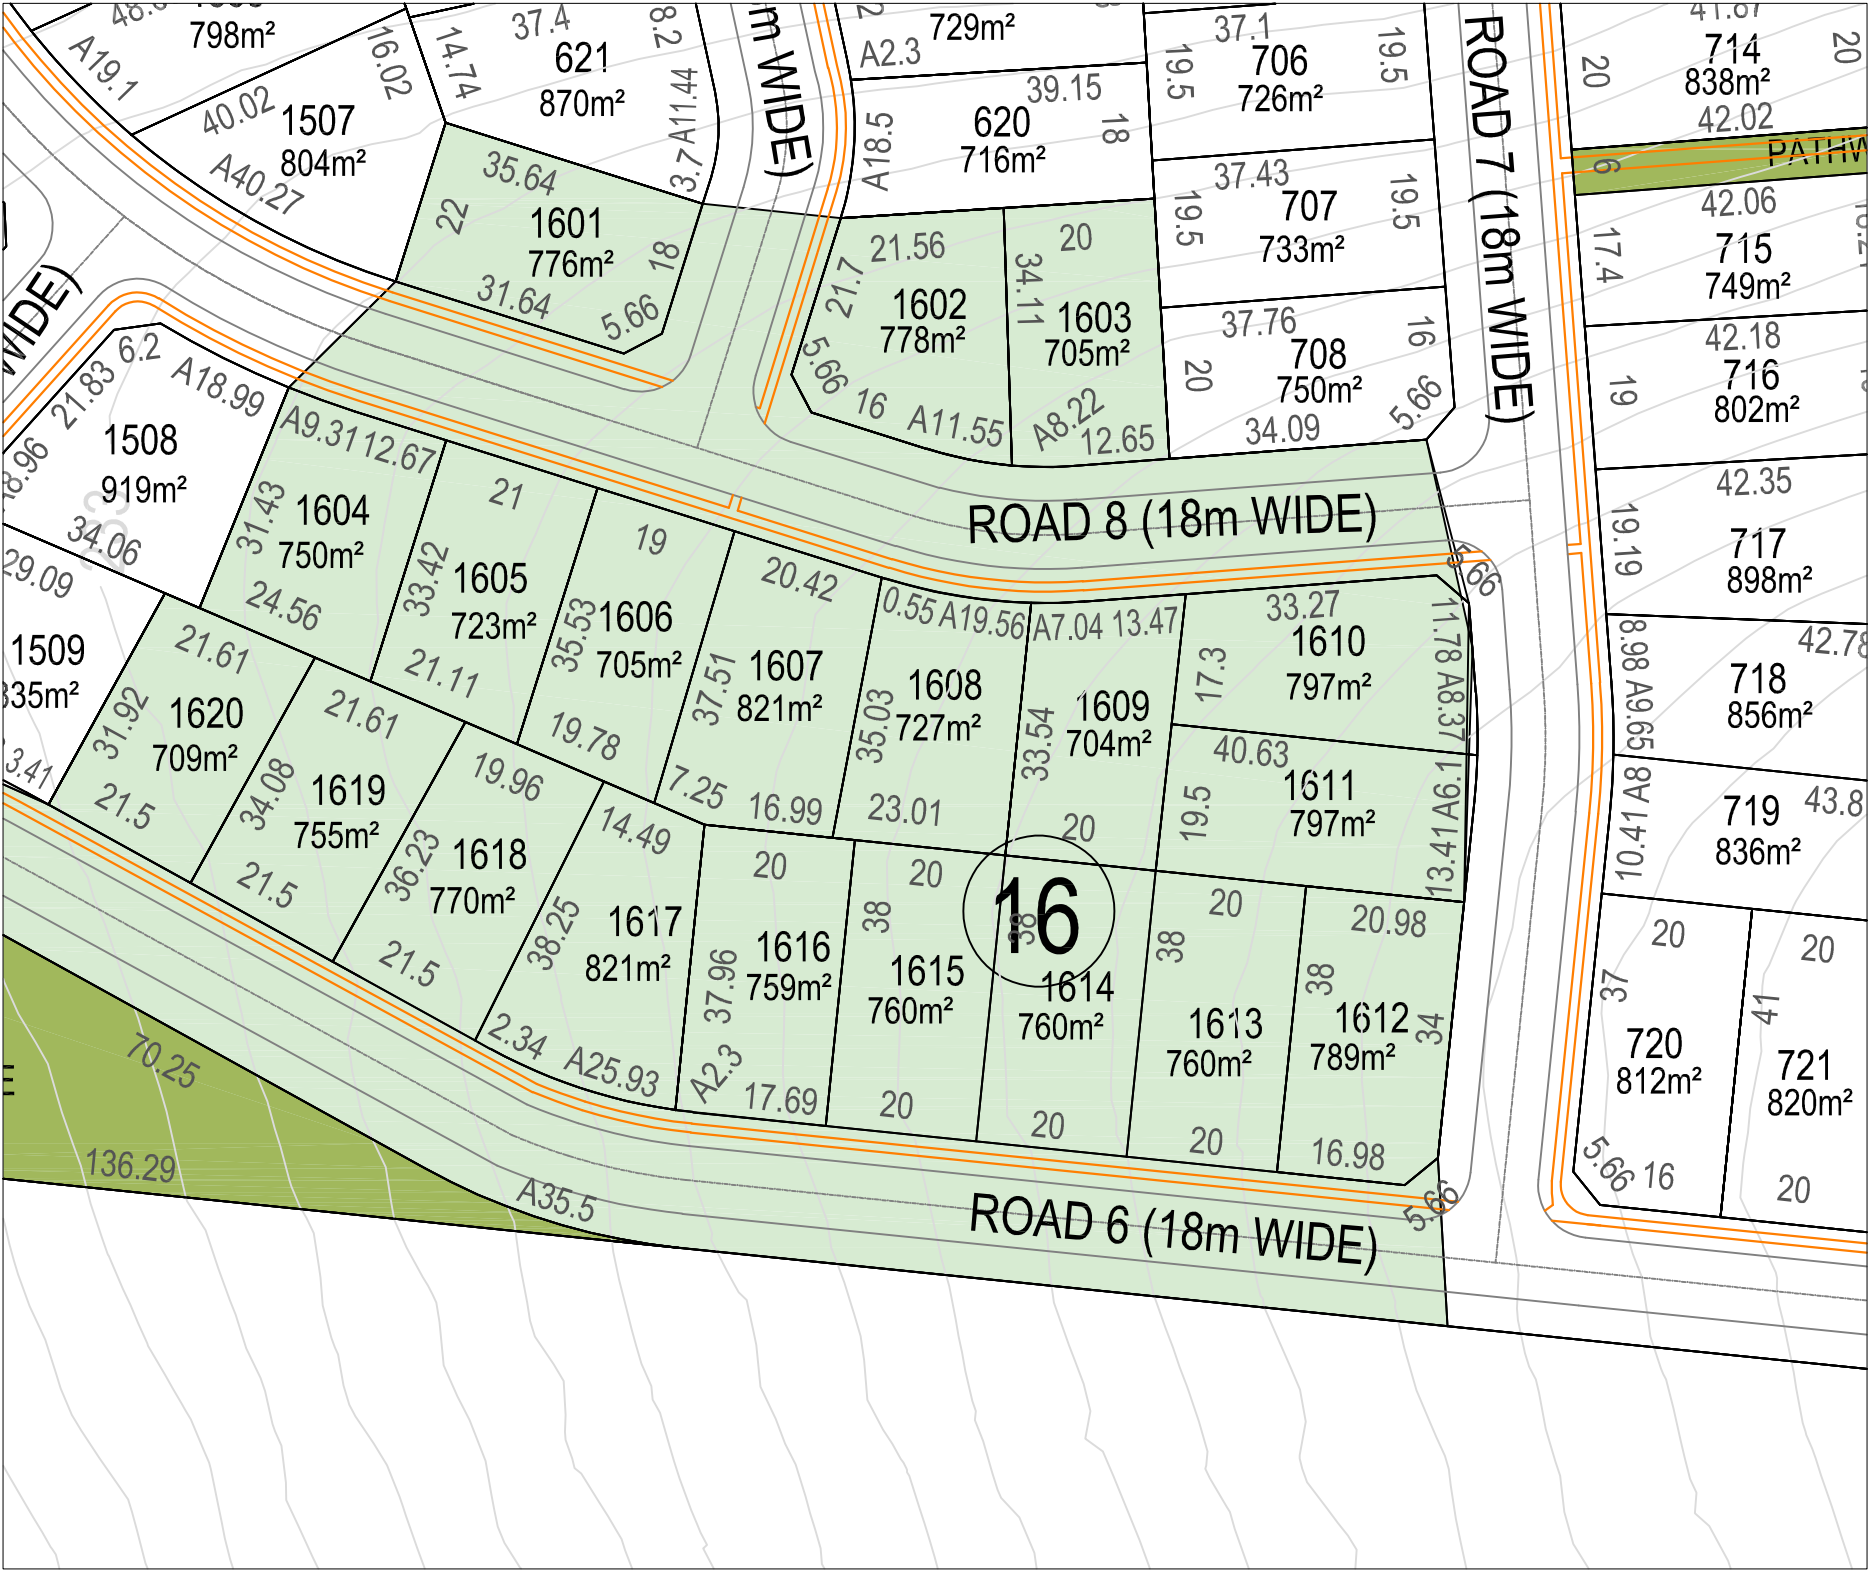 798m²
A19.1
16.02
40.02
1507
804m²
A40.27
14.74
37.4
621
870m²
8.2
3.7 A11.44
m WIDE)
729m²
A2.3
39.15
A18.5
620
716m²
18
37.1
19.5
706
726m²
19.5
37.43
19.5
707
733m²
19.5
37.76
20
708
750m²
16
5.66
34.09
ROAD 7 (18m WIDE)
20
714
838m²
20
42.02
6
42.06
17.4
715
749m²
42.18
19
716
802m²
42.35
19.19
717
898m²
8.98 A9.65
718
856m²
10.41 A8
719
836m²
20
37
720
812m²
5.66
16
20
41
721
820m²
20
35.64
22
1601
776m²
18
31.64
5.66
21.56
21.7
1602
778m²
5.66
16
A11.55
20
34.11
1603
705m²
A8.22
12.65
WIDE)
6.2
21.83
A18.99
1508
919m²
34.06
29.09
1509
A9.31
12.67
31.43
1604
750m²
24.56
21
33.42
1605
723m²
21.11
19
35.53
1606
705m²
19.78
20.42
37.51
1607
821m²
7.25
16.99
0.55 A19.56
35.03
1608
727m²
23.01
A7.04 13.47
33.54
1609
704m²
20
ROAD 8 (18m WIDE)
5.66
33.27
17.3
1610
797m²
11.78 A8.37
40.63
19.5
1611
797m²
13.41 A6.1
21.61
31.92
1620
709m²
21.5
21.61
34.08
1619
755m²
21.5
19.96
36.23
1618
770m²
21.5
14.49
38.25
1617
821m²
2.34
A25.93
20
37.96
1616
759m²
A2.3
17.69
20
38
1615
760m²
20
16
38
1614
760m²
20
20
38
1613
760m²
20
20.98
38
1612
789m²
34
16.98
5.66
70.25
136.29
A35.5
ROAD 6 (18m WIDE)